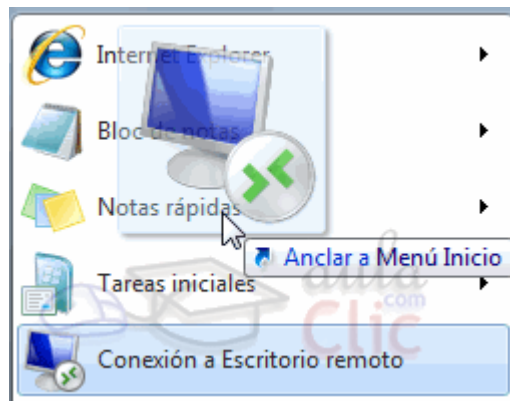 Internet Explorer
Bloc de notas
Notas rápidas
Anclar a Menú Inicio
Tareas iniciales
aula
.com
Clic
Conexión a Escritorio remoto